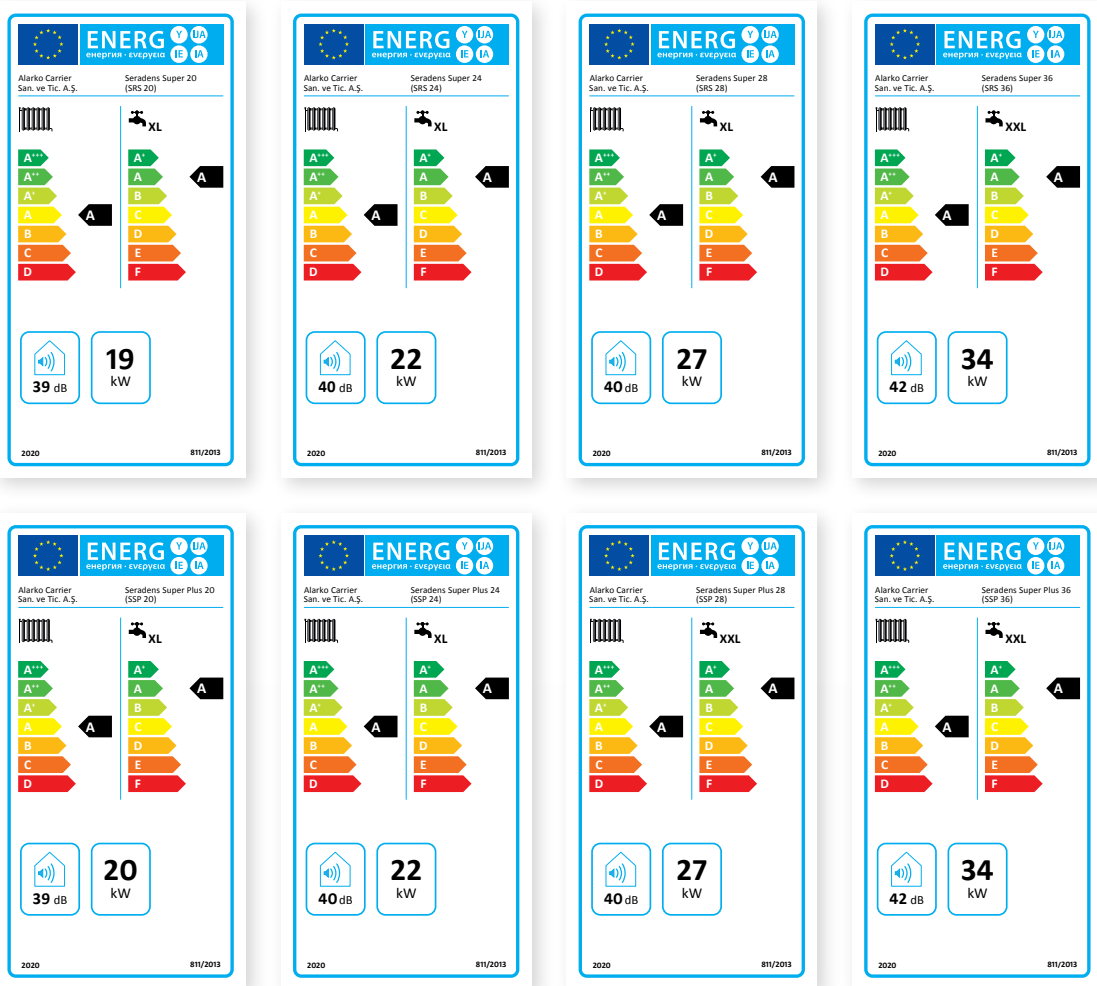 ENERG Y IJA
енергия · ενεργεια IE IA
Alarko Carrier
San. ve Tic. A.Ş.
Seradens Super 20
(SRS 20)
XL
A+++
A++
A+
A
B
C
D
A
A+
A
B
C
D
E
F
A
39 dB
19
kW
2020
811/2013
ENERG Y IJA
енергия · ενεργεια IE IA
Alarko Carrier
San. ve Tic. A.Ş.
Seradens Super 24
(SRS 24)
XL
A+++
A++
A+
A
B
C
D
A
A+
A
B
C
D
E
F
A
40 dB
22
kW
2020
811/2013
ENERG Y IJA
енергия · ενεργεια IE IA
Alarko Carrier
San. ve Tic. A.Ş.
Seradens Super 28
(SRS 28)
XL
A+++
A++
A+
A
B
C
D
A
A+
A
B
C
D
E
F
A
40 dB
27
kW
2020
811/2013
ENERG Y IJA
енергия · ενεργεια IE IA
Alarko Carrier
San. ve Tic. A.Ş.
Seradens Super 36
(SRS 36)
XXL
A+++
A++
A+
A
B
C
D
A
A+
A
B
C
D
E
F
A
42 dB
34
kW
2020
811/2013
ENERG Y IJA
енергия · ενεργεια IE IA
Alarko Carrier
San. ve Tic. A.Ş.
Seradens Super Plus 20
(SSP 20)
XL
A+++
A++
A+
A
B
C
D
A
A+
A
B
C
D
E
F
A
39 dB
20
kW
2020
811/2013
ENERG Y IJA
енергия · ενεργεια IE IA
Alarko Carrier
San. ve Tic. A.Ş.
Seradens Super Plus 24
(SSP 24)
XL
A+++
A++
A+
A
B
C
D
A
A+
A
B
C
D
E
F
A
40 dB
22
kW
2020
811/2013
ENERG Y IJA
енергия · ενεργεια IE IA
Alarko Carrier
San. ve Tic. A.Ş.
Seradens Super Plus 28
(SSP 28)
XXL
A+++
A++
A+
A
B
C
D
A
A+
A
B
C
D
E
F
A
40 dB
27
kW
2020
811/2013
ENERG Y IJA
енергия · ενεργεια IE IA
Alarko Carrier
San. ve Tic. A.Ş.
Seradens Super Plus 36
(SSP 36)
XXL
A+++
A++
A+
A
B
C
D
A
A+
A
B
C
D
E
F
A
42 dB
34
kW
2020
811/2013